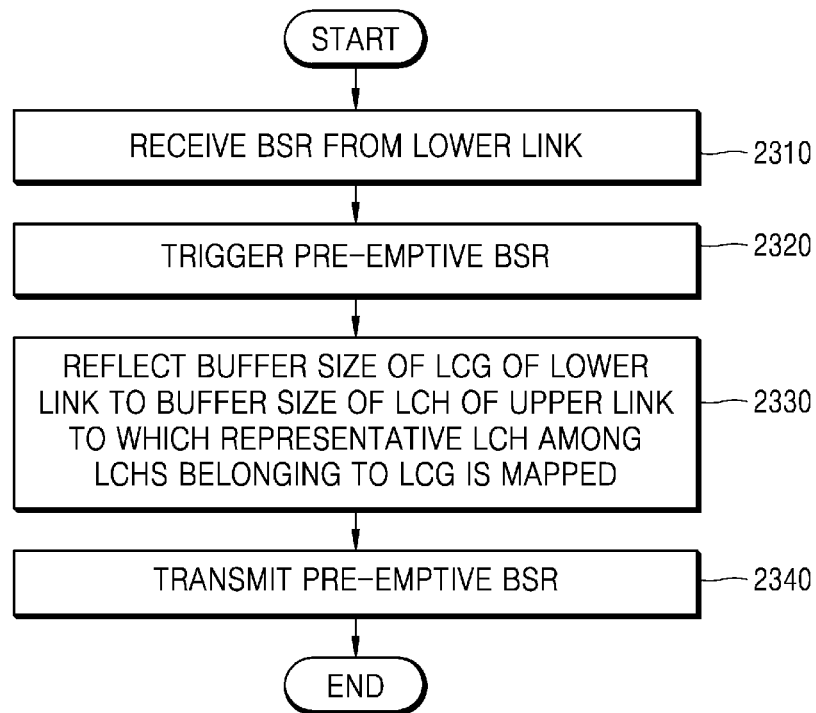 START
RECEIVE BSR FROM LOWER LINK
2310
TRIGGER PRE-EMPTIVE BSR
2320
REFLECT BUFFER SIZE OF LCG OF LOWER
LINK TO BUFFER SIZE OF LCH OF UPPER LINK
TO WHICH REPRESENTATIVE LCH AMONG
LCHS BELONGING TO LCG IS MAPPED
2330
TRANSMIT PRE-EMPTIVE BSR
2340
END